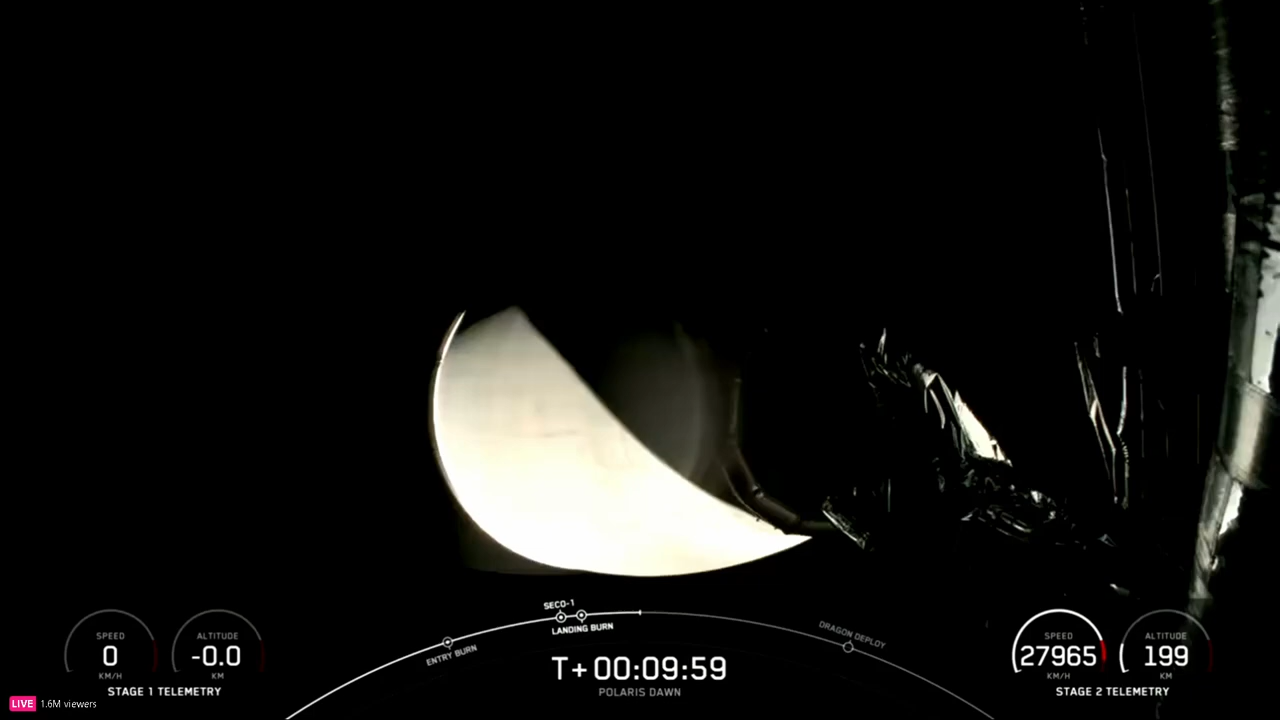 SECO-1
LANDING BURN
ENTRY BURN
DRAGON DEPLOY
SPEED
0
KM/H
ALTITUDE
-0.0
KM
STAGE 1 TELEMETRY
T+ 00:09:59
POLARIS DAWN
SPEED
27965
KM/H
ALTITUDE
199
KM
STAGE 2 TELEMETRY
LIVE 1.6M viewers